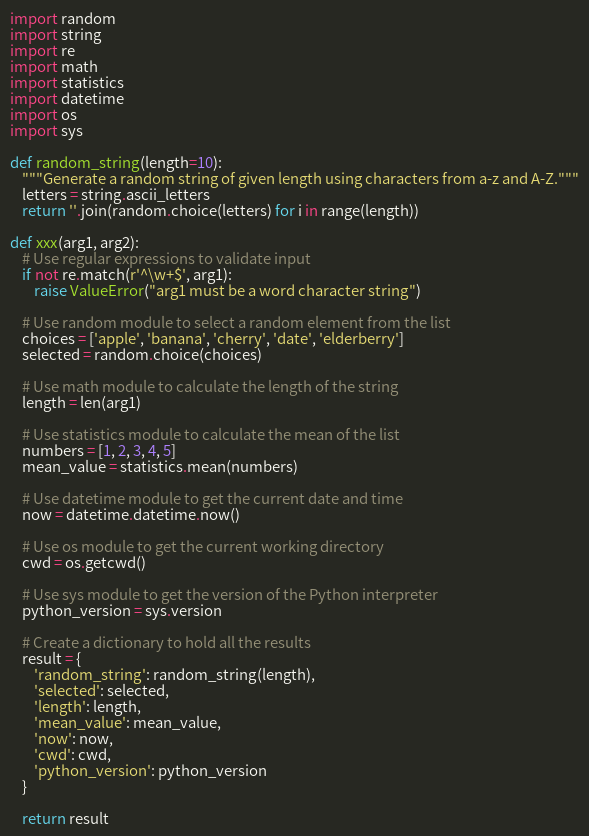 import random
import string
import re
import math
import statistics
import datetime
import os
import sys

def random_string(length=10):
    """Generate a random string of given length using characters from a-z and A-Z."""
    letters = string.ascii_letters
    return ''.join(random.choice(letters) for i in range(length))

def xxx(arg1, arg2):
    # Use regular expressions to validate input
    if not re.match(r'^\w+$', arg1):
        raise ValueError("arg1 must be a word character string")

    # Use random module to select a random element from the list
    choices = ['apple', 'banana', 'cherry', 'date', 'elderberry']
    selected = random.choice(choices)

    # Use math module to calculate the length of the string
    length = len(arg1)

    # Use statistics module to calculate the mean of the list
    numbers = [1, 2, 3, 4, 5]
    mean_value = statistics.mean(numbers)

    # Use datetime module to get the current date and time
    now = datetime.datetime.now()

    # Use os module to get the current working directory
    cwd = os.getcwd()

    # Use sys module to get the version of the Python interpreter
    python_version = sys.version

    # Create a dictionary to hold all the results
    result = {
        'random_string': random_string(length),
        'selected': selected,
        'length': length,
        'mean_value': mean_value,
        'now': now,
        'cwd': cwd,
        'python_version': python_version
    }

    return result